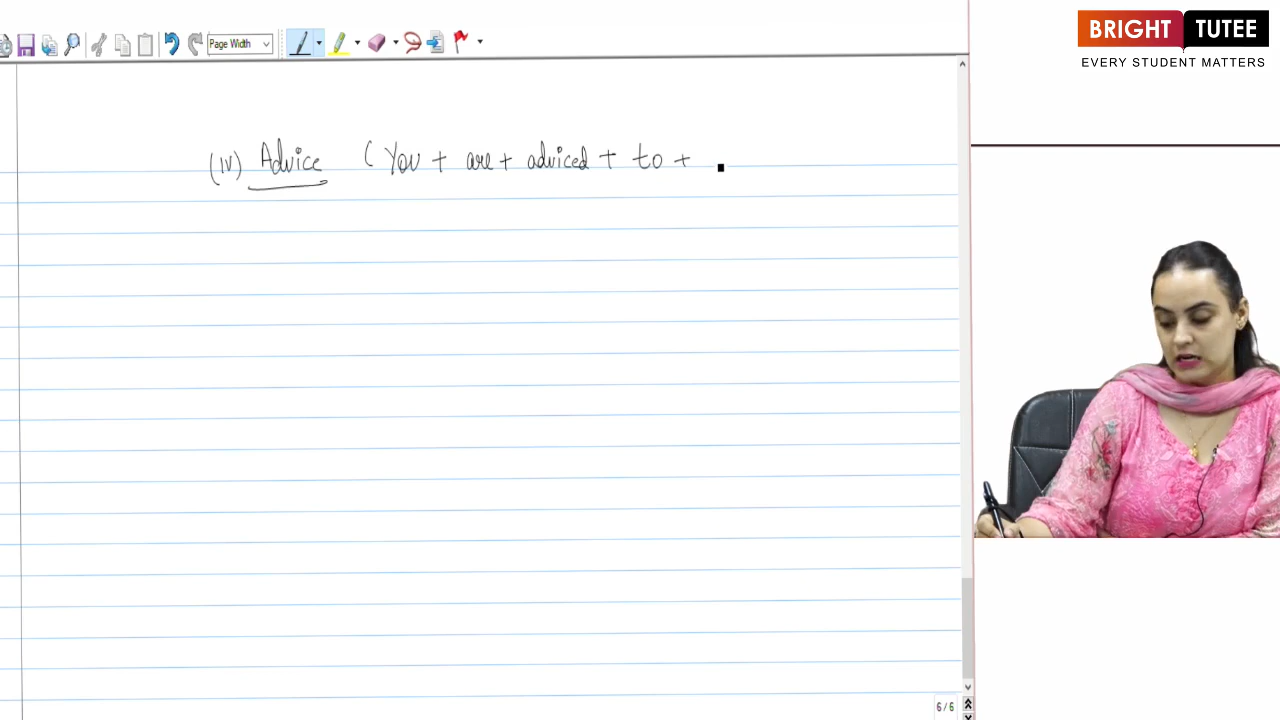 BRIGHT TUTEE
EVERY STUDENT MATTERS
Page Width
(iv) Advice ( You + are + adviced + to +
6/6